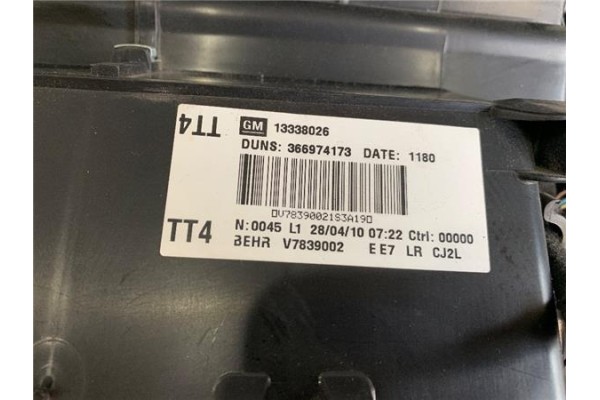 TT4
GM 13338026
DUNS: 366974173 DATE: 1180
▯V78390021S3A19▯
TT4
N:0045 L1 28/04/10 07:22 Ctrl: 00000
BEHR V7839002 EE7 LR CJ2L